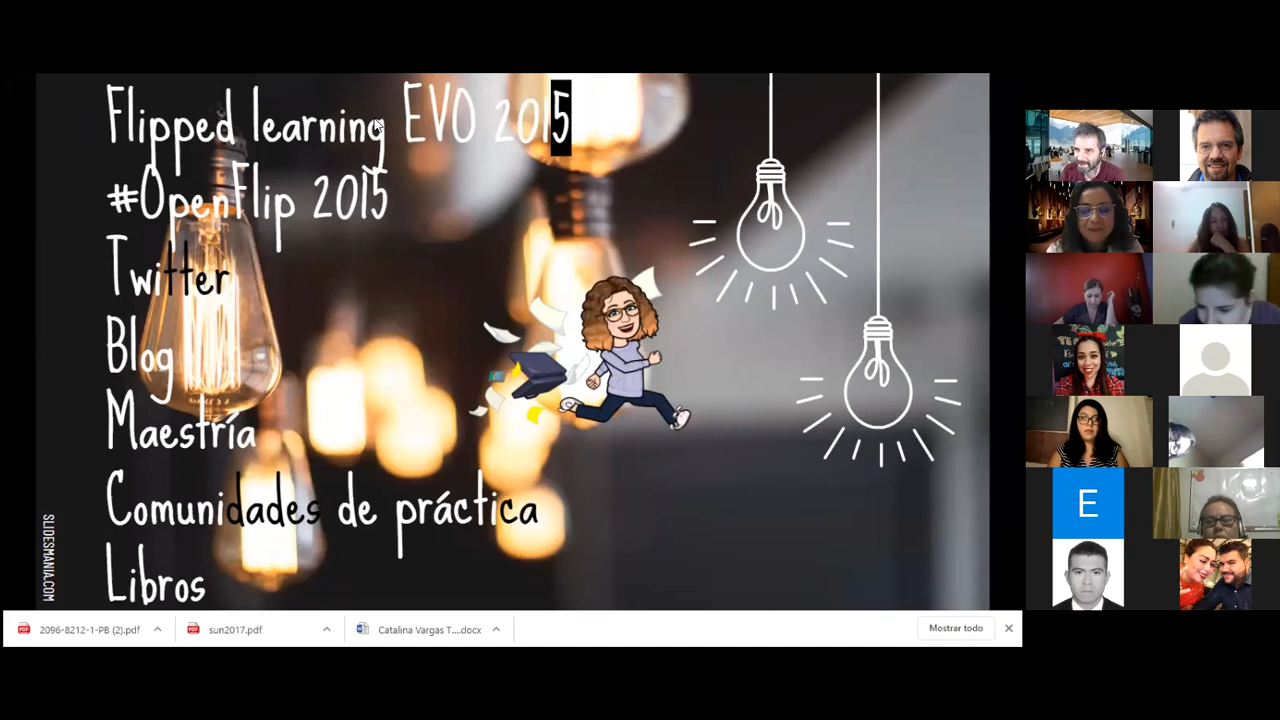 Flipped learning EVO 2015
#OpenFlip 2015
Twitter
Blog
Maestría
Comunidades de práctica
Libros
SLIDESMANIA.COM
2096-8212-1-PB (2).pdf
sun2017.pdf
Catalina Vargas T....docx
Mostrar todo
E